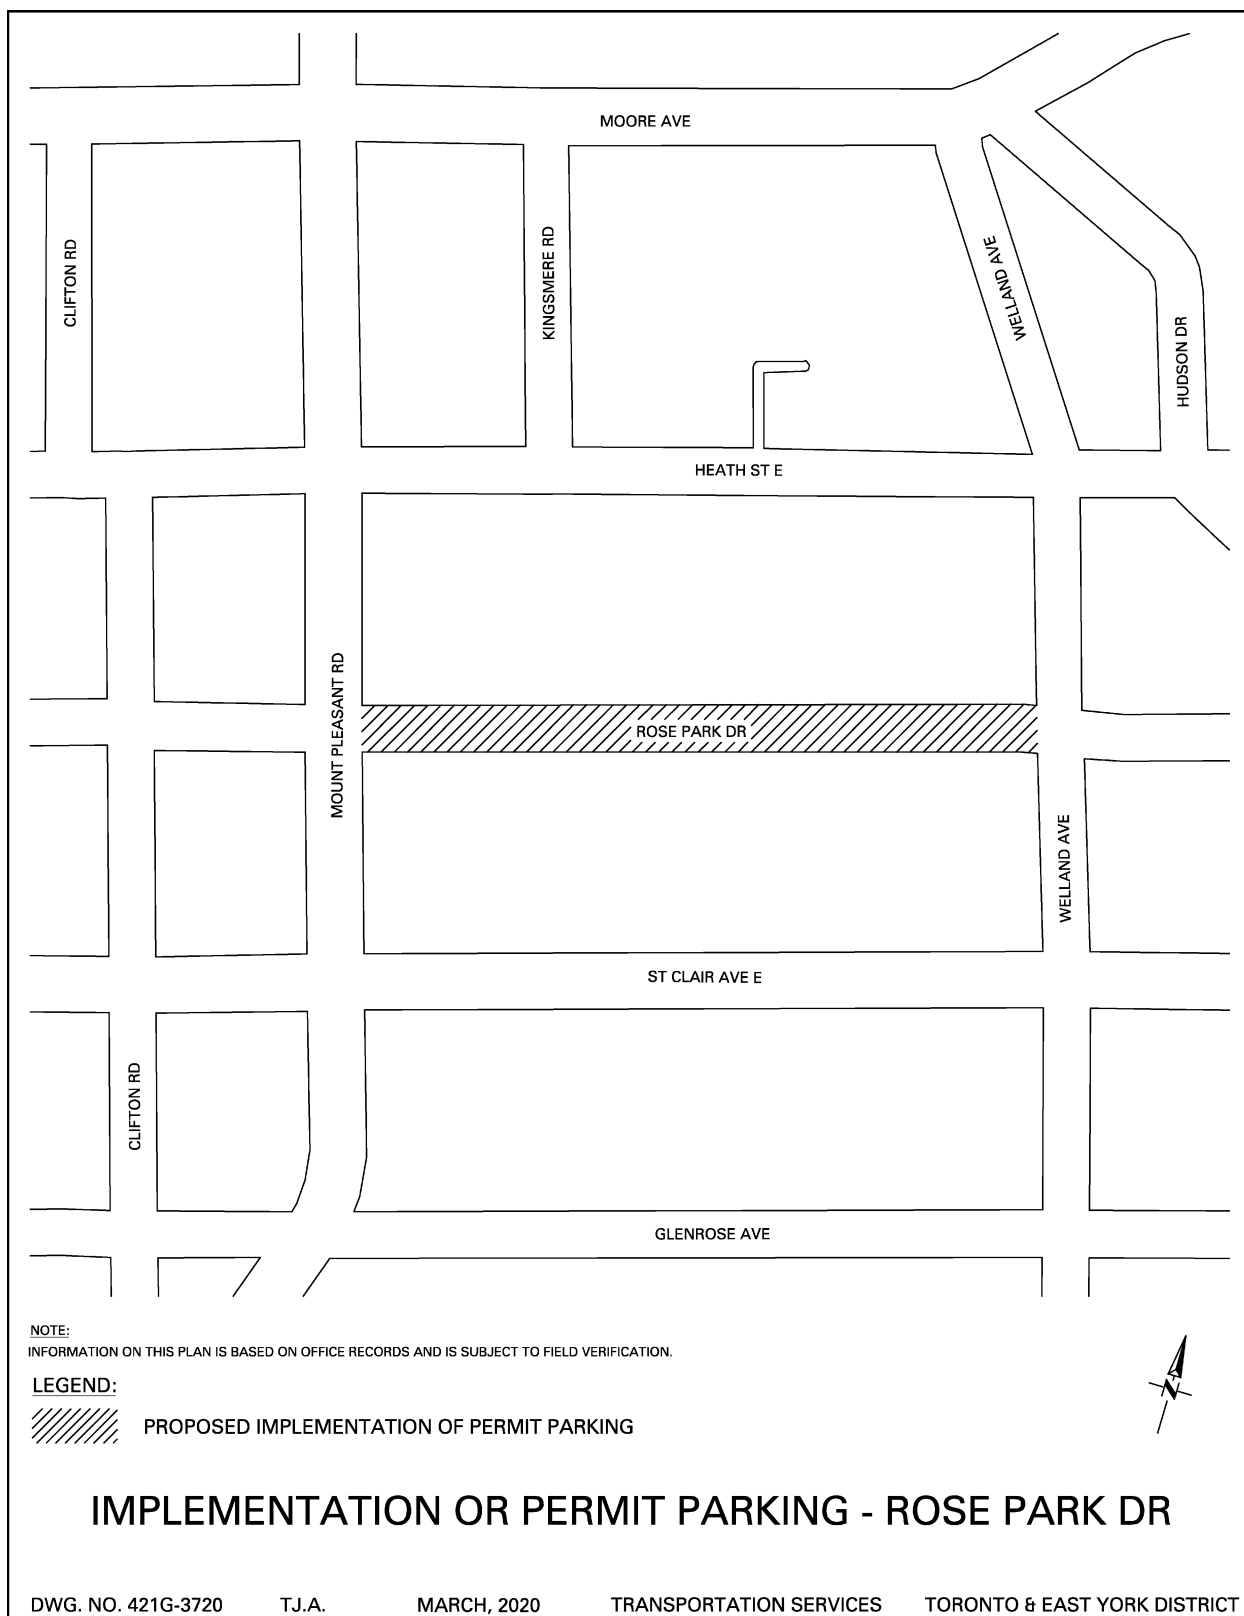 MOORE AVE
CLIFTON RD
KINGSMERE RD
WELLAND AVE
HUDSON DR
HEATH ST E
MOUNT PLEASANT RD
ROSE PARK DR
WELLAND AVE
ST CLAIR AVE E
CLIFTON RD
GLENROSE AVE
NOTE:
INFORMATION ON THIS PLAN IS BASED ON OFFICE RECORDS AND IS SUBJECT TO FIELD VERIFICATION.
N
LEGEND:
PROPOSED IMPLEMENTATION OF PERMIT PARKING
IMPLEMENTATION OR PERMIT PARKING - ROSE PARK DR
DWG. NO. 421G-3720 T.J.A. MARCH, 2020 TRANSPORTATION SERVICES TORONTO & EAST YORK DISTRICT